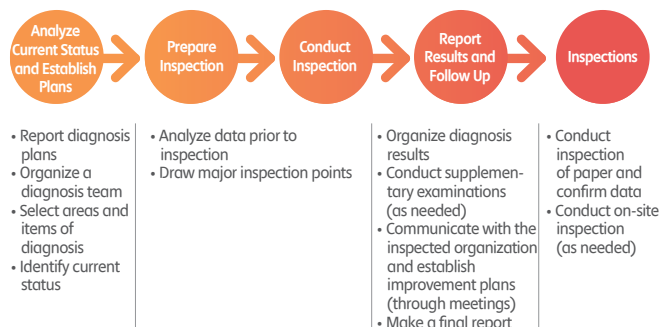 Analyze
Current Status
and Establish
Plans
Prepare
Inspection
Conduct
Inspection
Report
Results and
Follow Up
Inspections
• Report diagnosis
plans
• Organize a
diagnosis team
• Select areas and
items of
diagnosis
• Identify current
status
• Analyze data prior to
inspection
• Draw major inspection points
• Organize diagnosis
results
• Conduct supplemen-
tary examinations
(as needed)
• Communicate with the
inspected organization
and establish
improvement plans
(through meetings)
• Make a final report
• Conduct
inspection
of paper and
confirm data
• Conduct on-site
inspection
(as needed)